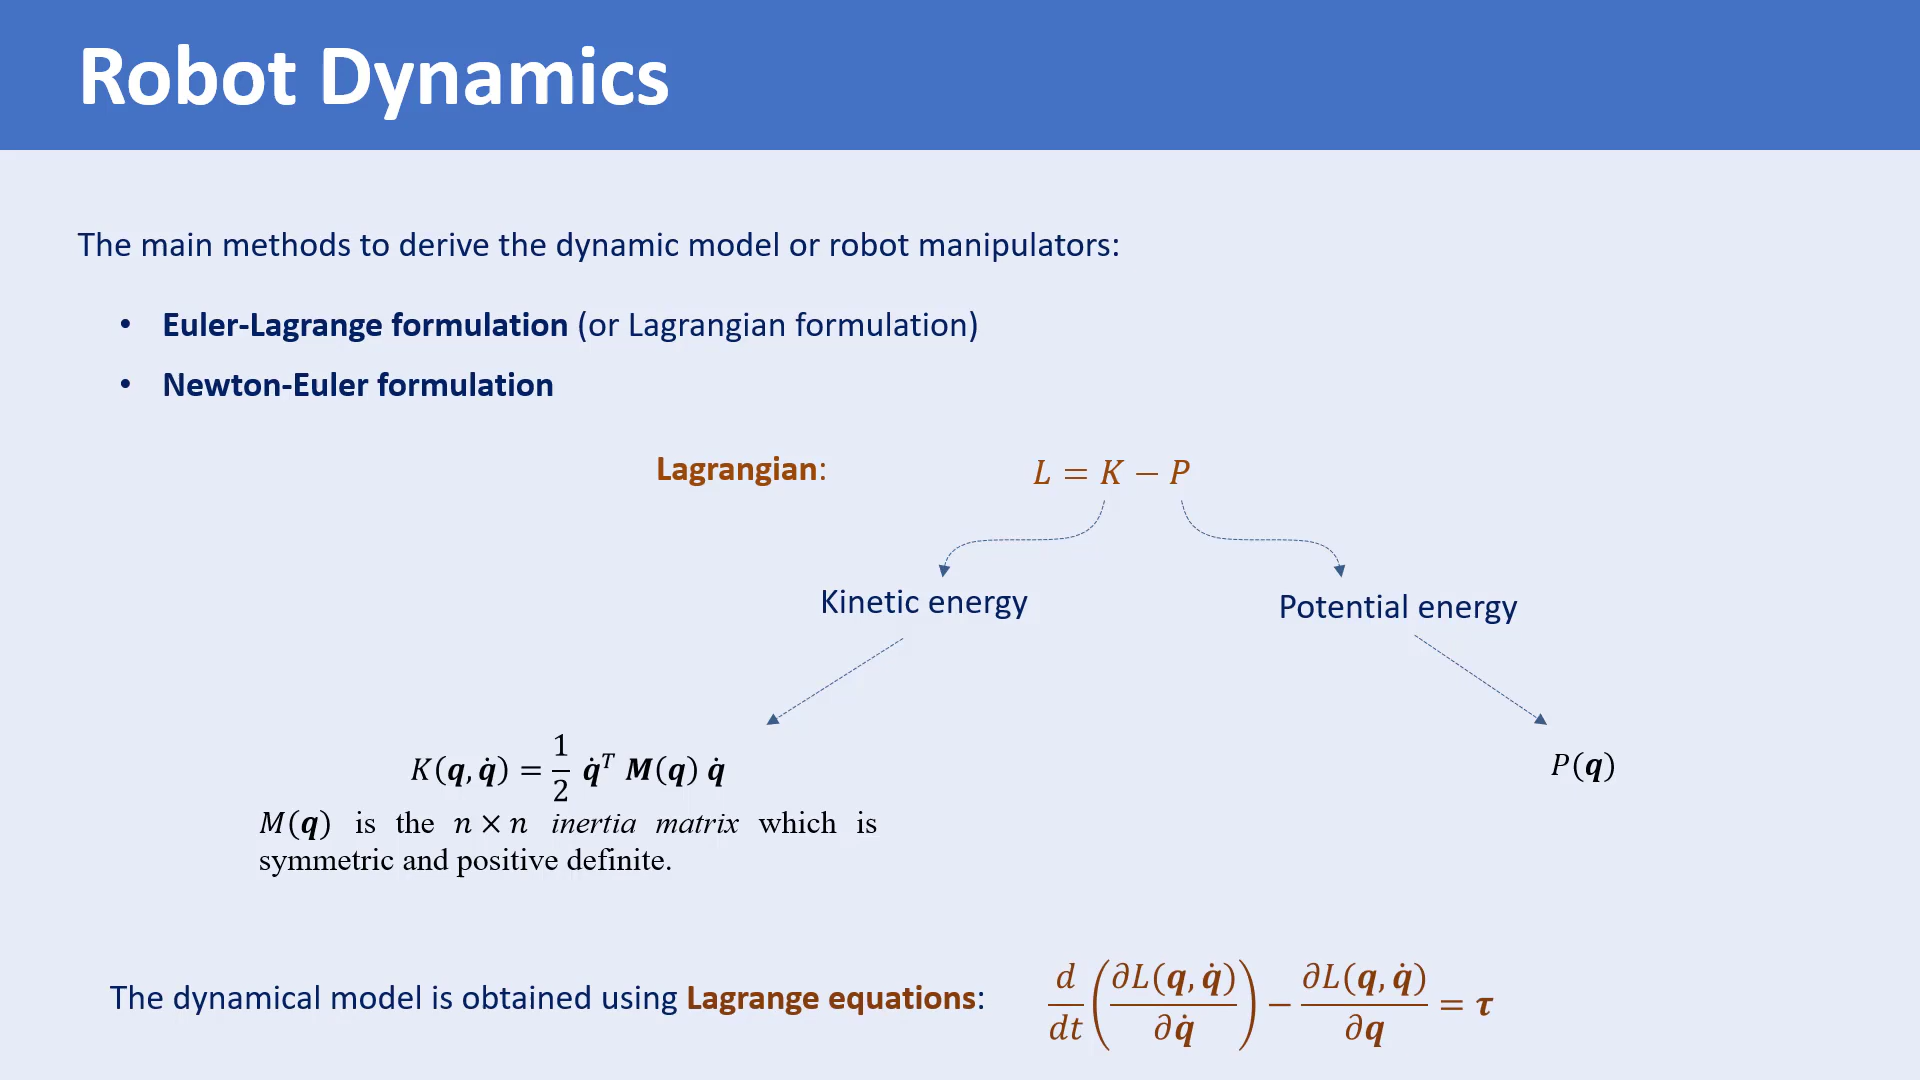 Robot Dynamics
The main methods to derive the dynamic model or robot manipulators:
• Euler-Lagrange formulation (or Lagrangian formulation)
• Newton-Euler formulation
Lagrangian: L = K − P
Kinetic energy
Potential energy
K(q, q̇) = 1/2 q̇ᵀ M(q) q̇
P(q)
M(q) is the n × n inertia matrix which is
symmetric and positive definite.
The dynamical model is obtained using Lagrange equations: d/dt (∂L(q, q̇)/∂q̇) − ∂L(q, q̇)/∂q = τ